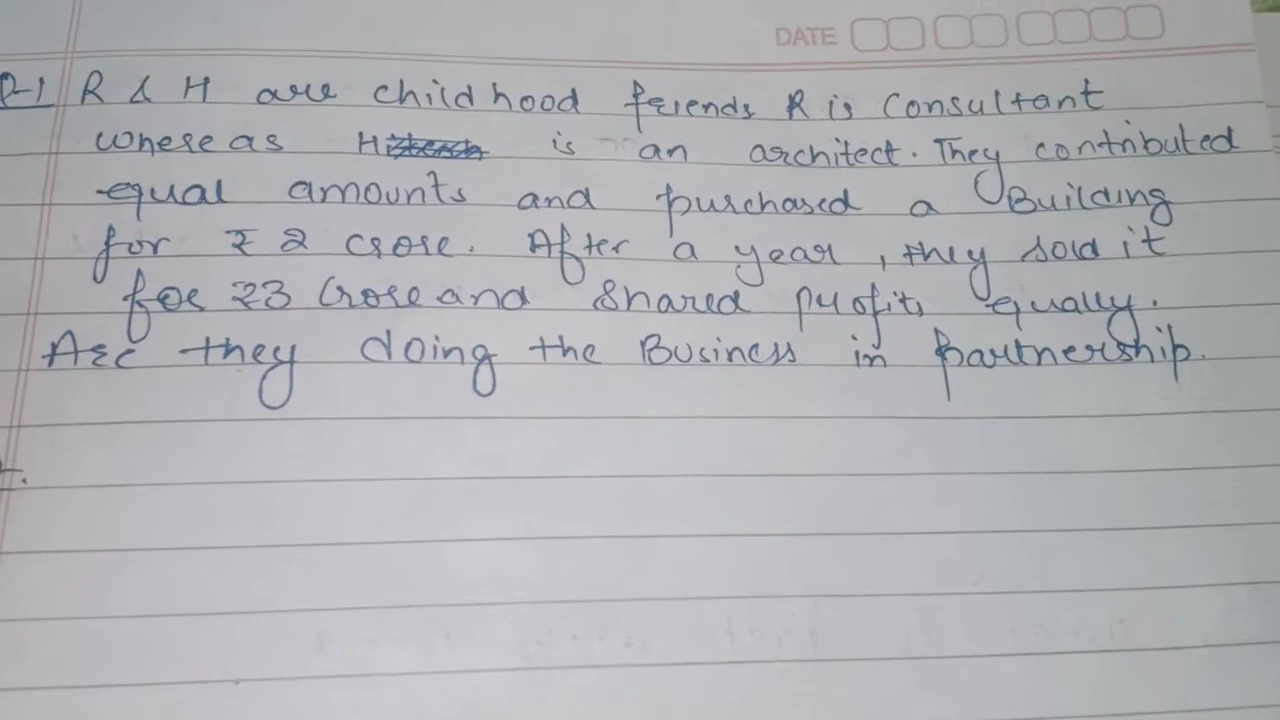 DATE
Q-1 R & H are childhood friends R is Consultant
whereas H is an architect. They contributed
equal amounts and purchased a Building
for ₹ 2 crore. After a year, they sold it
for ₹3 Crore and shared profits equally.
Are they doing the Business in partnership.